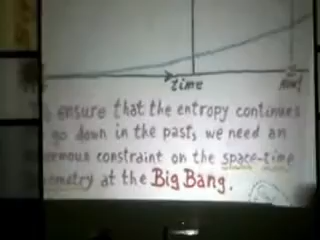 time now
ensure that the entropy continues
go down in the past, we need an
constraint on the space-time
at the Big Bang.